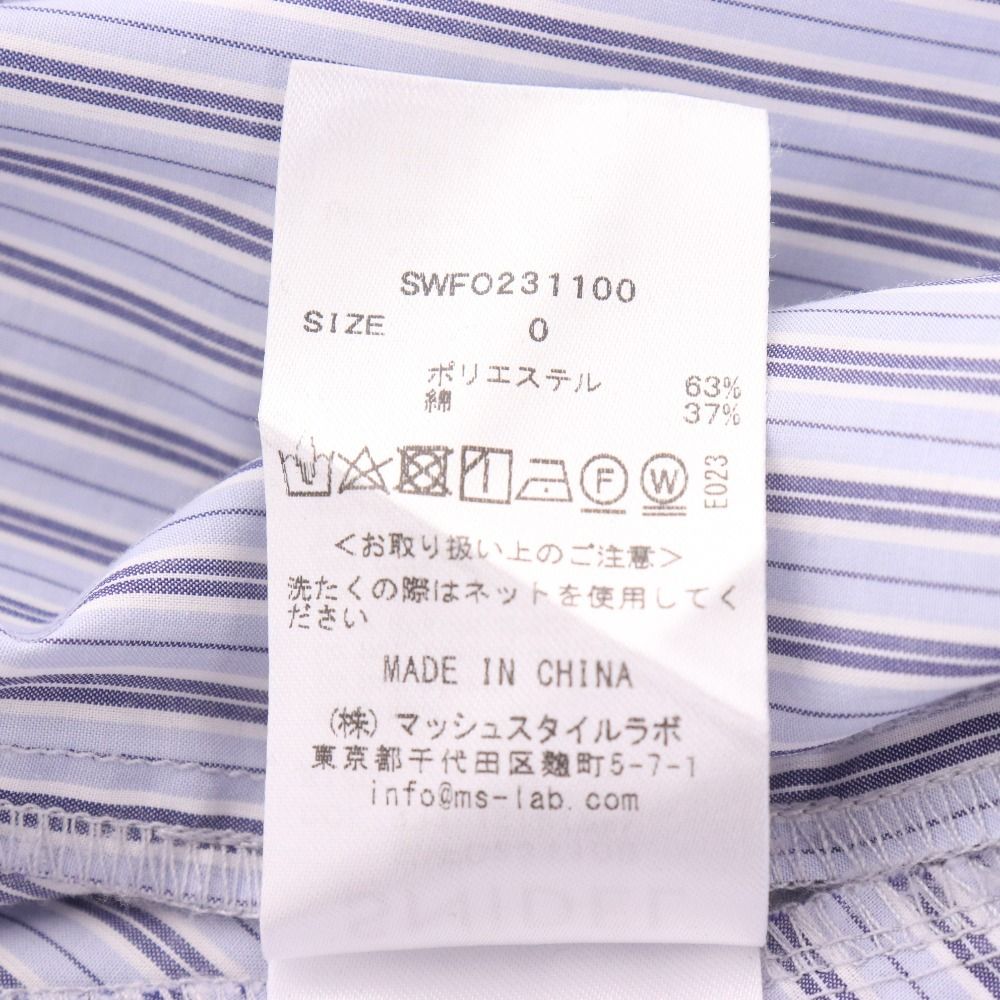 SWFO231100
SIZE 0
ポリエステル 63%
綿 37%
F W E023
<お取り扱い上のご注意>
洗たくの際はネットを使用してく
ださい
MADE IN CHINA
(株) マッシュスタイルラボ
東京都千代田区麹町5-7-1
info@ms-lab.com